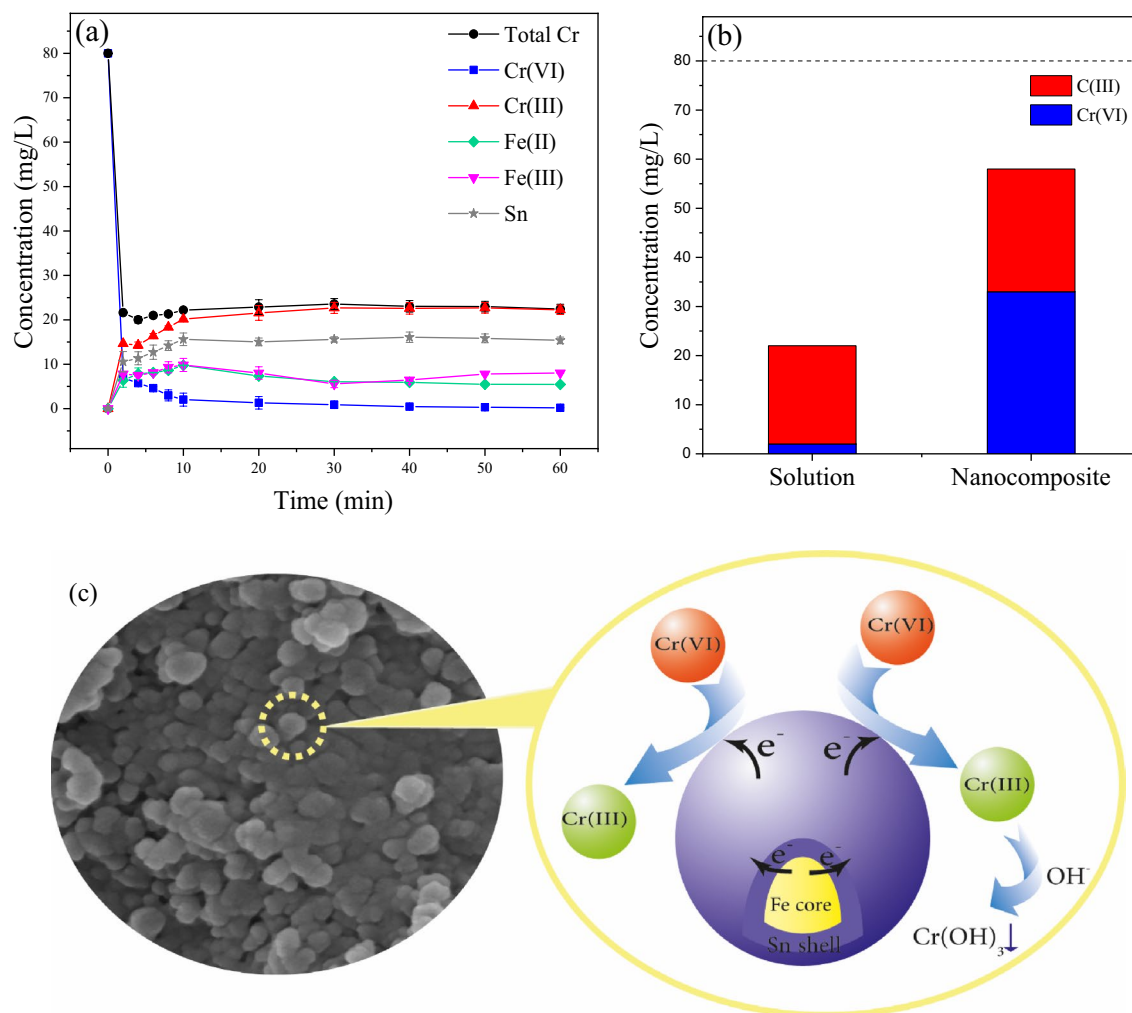 (a)
Total Cr
Cr(VI)
Cr(III)
Fe(II)
Fe(III)
Sn
80
70
60
50
40
30
20
10
0
Concentration (mg/L)
0 10 20 30 40 50 60
Time (min)
(b)
C(III)
Cr(VI)
80
70
60
50
40
30
20
10
0
Concentration (mg/L)
Solution Nanocomposite
(c)
Cr(VI)
Cr(VI)
e-
e-
Cr(III)
Cr(III)
e-
e-
Fe core
Sn shell
OH-
Cr(OH)3